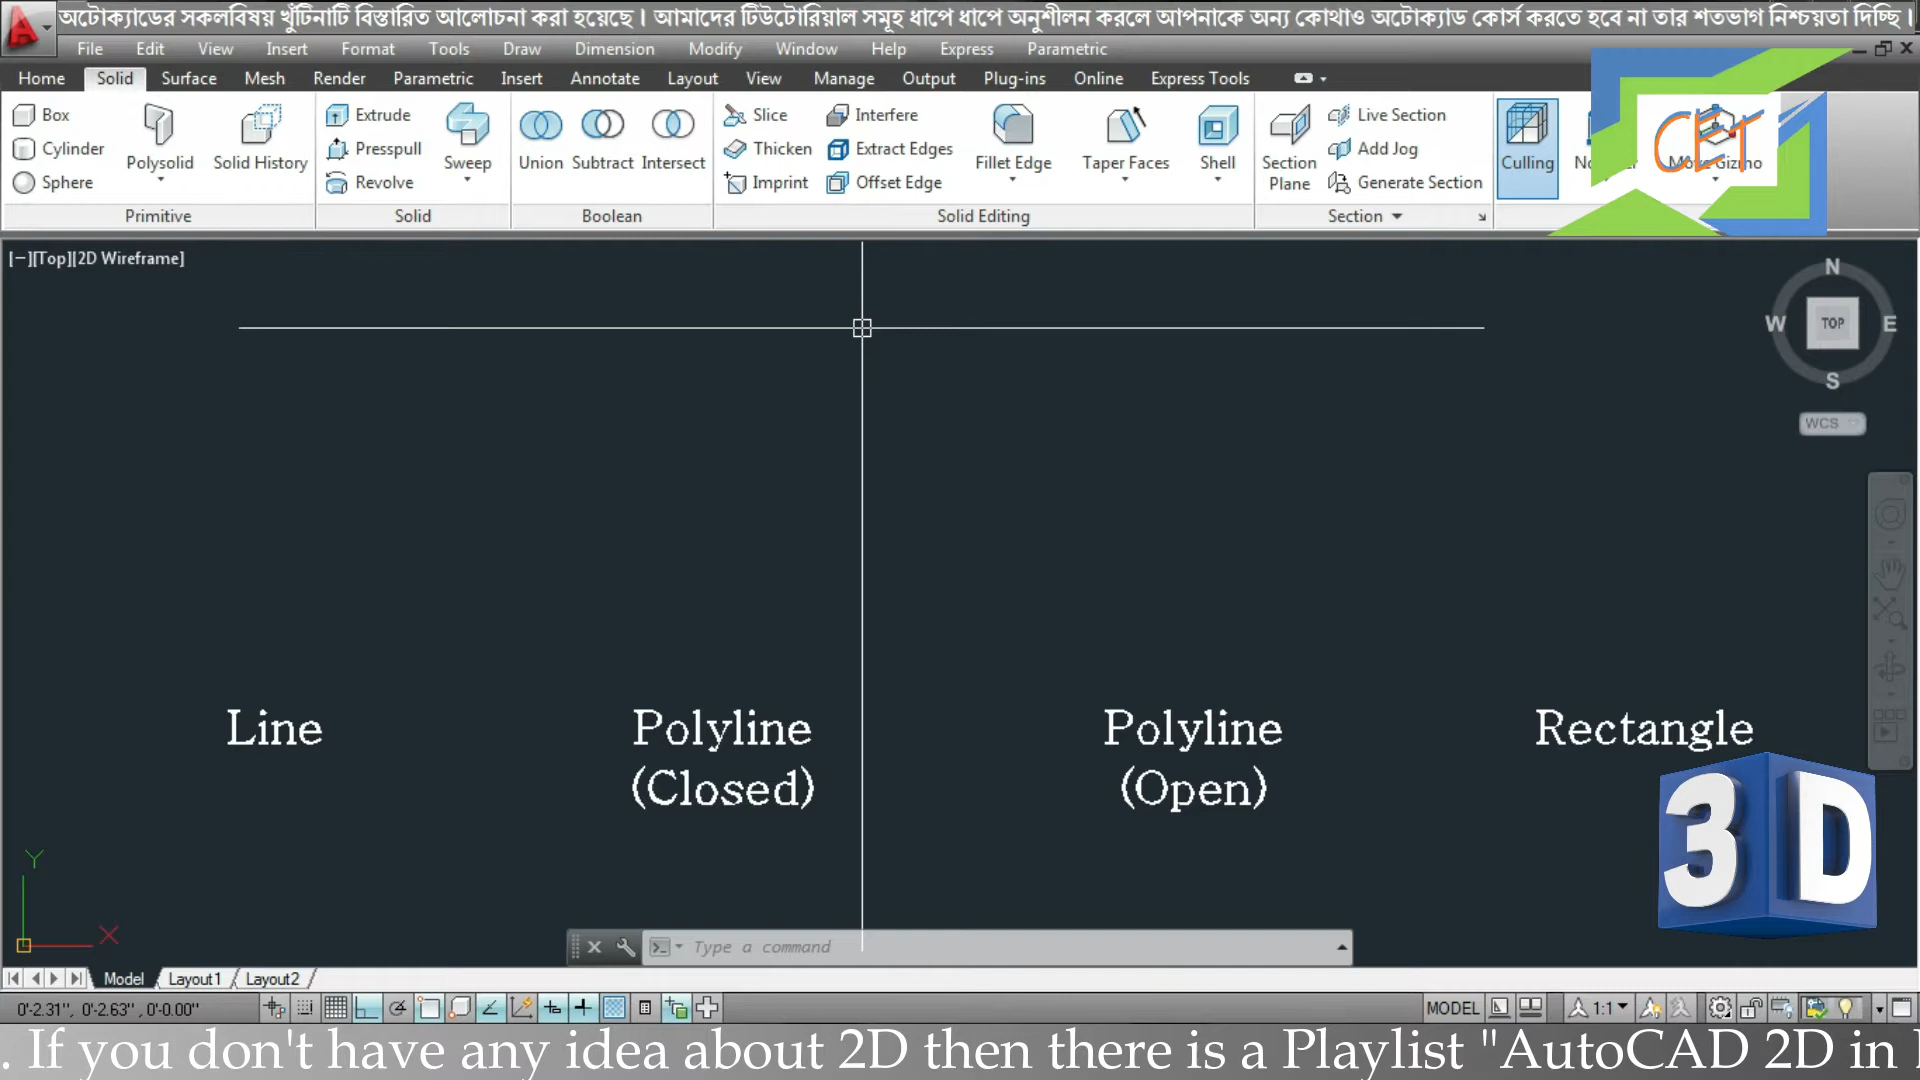 অটোক্যাডের সকলবিষয় খুঁটিনাটি বিস্তারিত আলোচনা করা হয়েছে। আমাদের টিউটোরিয়াল সমূহ ধাপে ধাপে অনুশীলন করলে আপনাকে অন্য কোথাও অটোক্যাড কোর্স করতে হবে না তার শতভাগ নিশ্চয়তা দিচ্ছি।
File Edit View Insert Format Tools Draw Dimension Modify Window Help Express Parametric
Home Solid Surface Mesh Render Parametric Insert Annotate Layout View Manage Output Plug-ins Online Express Tools
Box
Cylinder
Sphere
Polysolid
Solid History
Primitive
Extrude
Presspull
Revolve
Sweep
Solid
Union Subtract Intersect
Boolean
Slice
Thicken
Imprint
Interfere
Extract Edges
Offset Edge
Fillet Edge
Taper Faces
Shell
Solid Editing
Section
Plane
Live Section
Add Jog
Generate Section
Section
Culling
Move Gizmo
CET
[−][Top][2D Wireframe]
N
W TOP E
S
WCS
Line
Polyline
(Closed)
Polyline
(Open)
Rectangle
3D
Y
X
Type a command
Model Layout1 Layout2
0'-2.31", 0'-2.63", 0'-0.00"
MODEL 1:1
. If you don't have any idea about 2D then there is a Playlist "AutoCAD 2D in